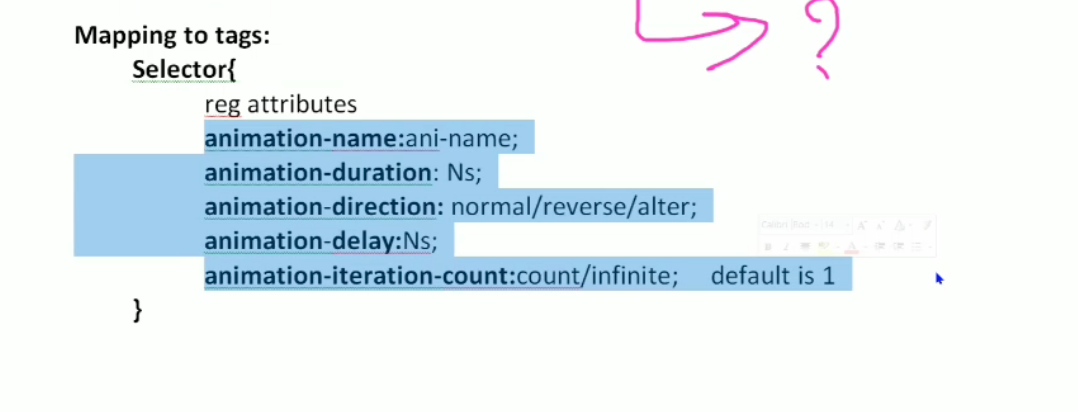 ?
Mapping to tags:
Selector{
reg attributes
animation-name:ani-name;
animation-duration: Ns;
animation-direction: normal/reverse/alter;
animation-delay:Ns;
animation-iteration-count:count/infinite; default is 1
}